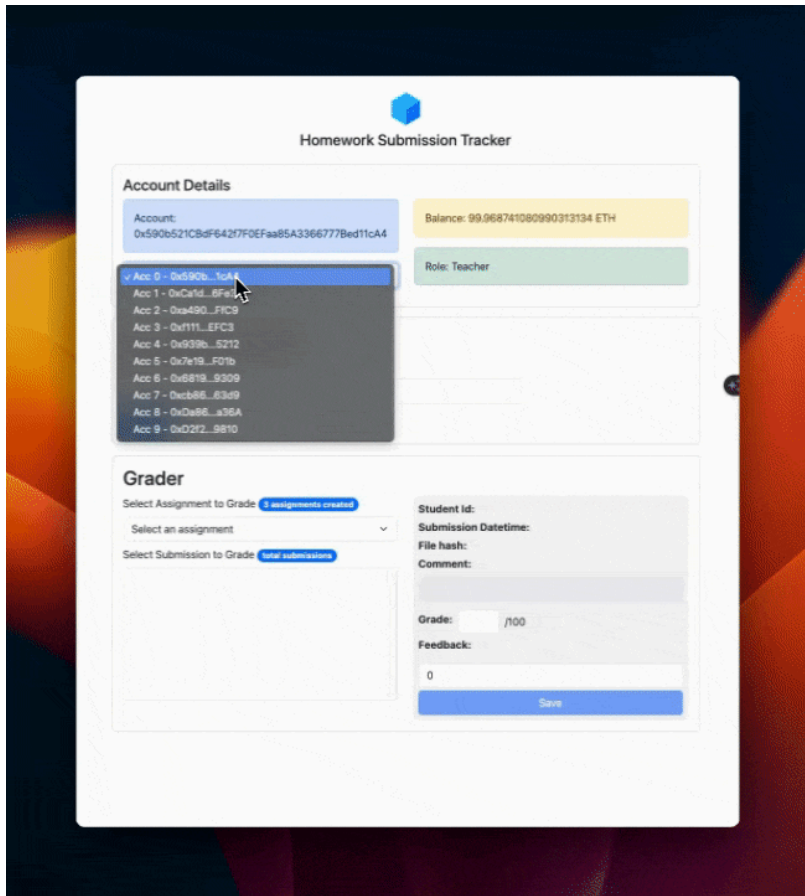 Homework Submission Tracker
Account Details
Account:
0x590b521CBdF642f7F0EFaa85A3366777Bed11cA4
Balance: 99.968741080990313134 ETH
Role: Teacher
✓ Acc 0 - 0x590b...1cA4
Acc 1 - 0xCa1d...
Acc 2 - 0xa490...FfC9
Acc 3 - 0xf111...EFC3
Acc 4 - 0x939b...5212
Acc 5 - 0x7e19...F01b
Acc 6 - 0x6819...9309
Acc 7 - 0xcb86...63d9
Acc 8 - 0xDa86...a36A
Acc 9 - 0xD2f2...9810
Grader
Select Assignment to Grade 3 assignments created
Select an assignment
Select Submission to Grade total submissions
Student Id:
Submission Datetime:
File hash:
Comment:
Grade: /100
Feedback:
0
Save